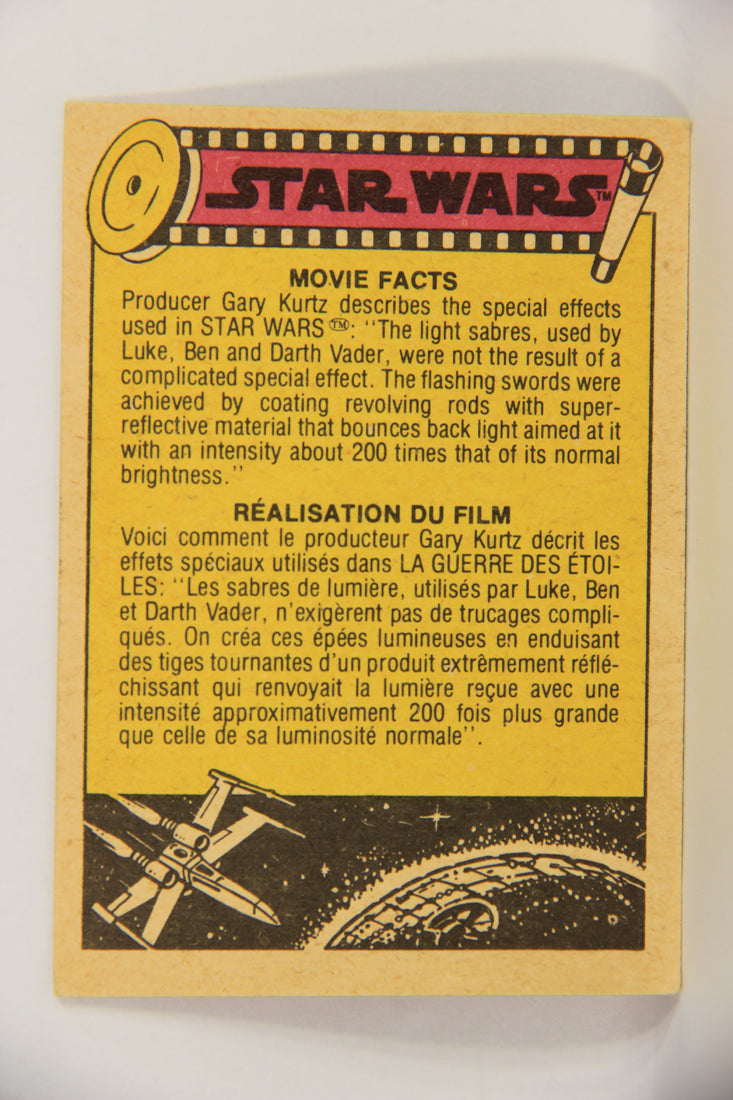 STAR WARS™
MOVIE FACTS
Producer Gary Kurtz describes the special effects
used in STAR WARS™: ‘‘The light sabres, used by
Luke, Ben and Darth Vader, were not the result of a
complicated special effect. The flashing swords were
achieved by coating revolving rods with super-
reflective material that bounces back light aimed at it
with an intensity about 200 times that of its normal
brightness.’’
RÉALISATION DU FILM
Voici comment le producteur Gary Kurtz décrit les
effets spéciaux utilisés dans LA GUERRE DES ÉTOI-
LES: ‘‘Les sabres de lumière, utilisés par Luke, Ben
et Darth Vader, n’exigèrent pas de trucages compli-
qués. On créa ces épées lumineuses en enduisant
des tiges tournantes d’un produit extrêmement réflé-
chissant qui renvoyait la lumière reçue avec une
intensité approximativement 200 fois plus grande
que celle de sa luminosité normale’’.